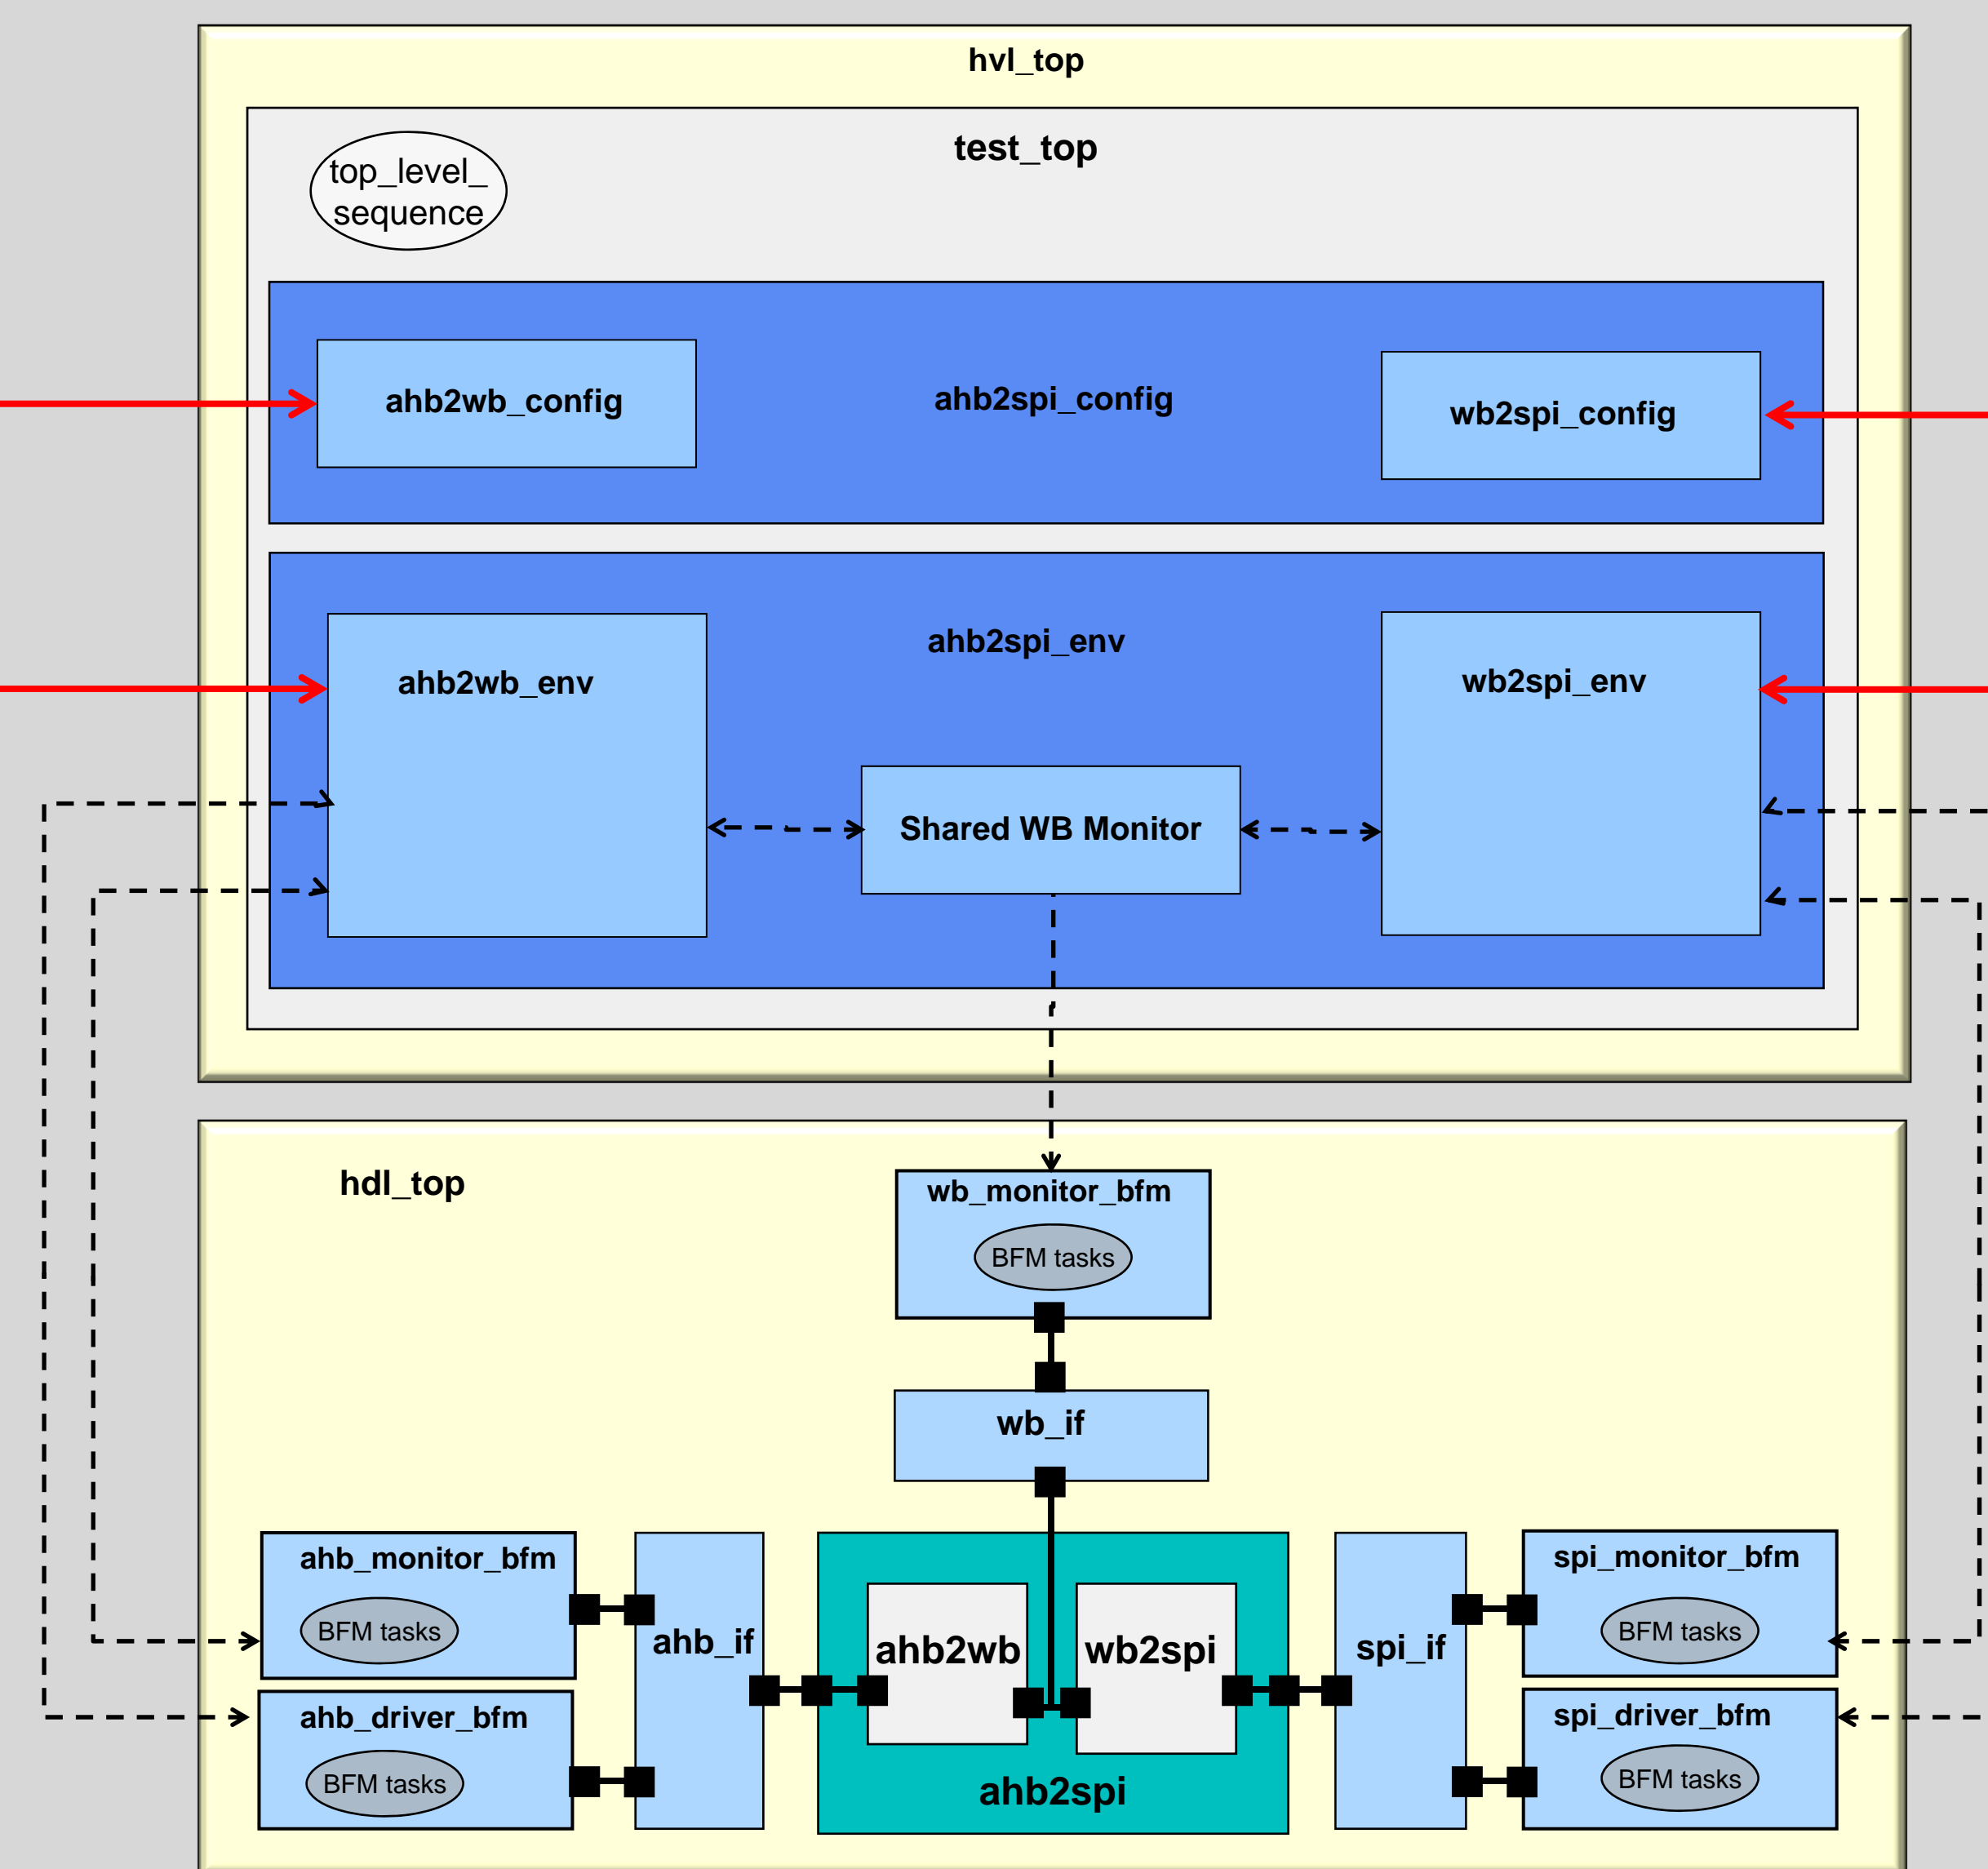 hvl_top
test_top
top_level_
sequence
ahb2wb_config
ahb2spi_config
wb2spi_config
ahb2spi_env
ahb2wb_env
wb2spi_env
Shared WB Monitor
hdl_top
wb_monitor_bfm
BFM tasks
wb_if
ahb_monitor_bfm
BFM tasks
ahb_driver_bfm
BFM tasks
ahb_if
ahb2wb
wb2spi
ahb2spi
spi_if
spi_monitor_bfm
BFM tasks
spi_driver_bfm
BFM tasks